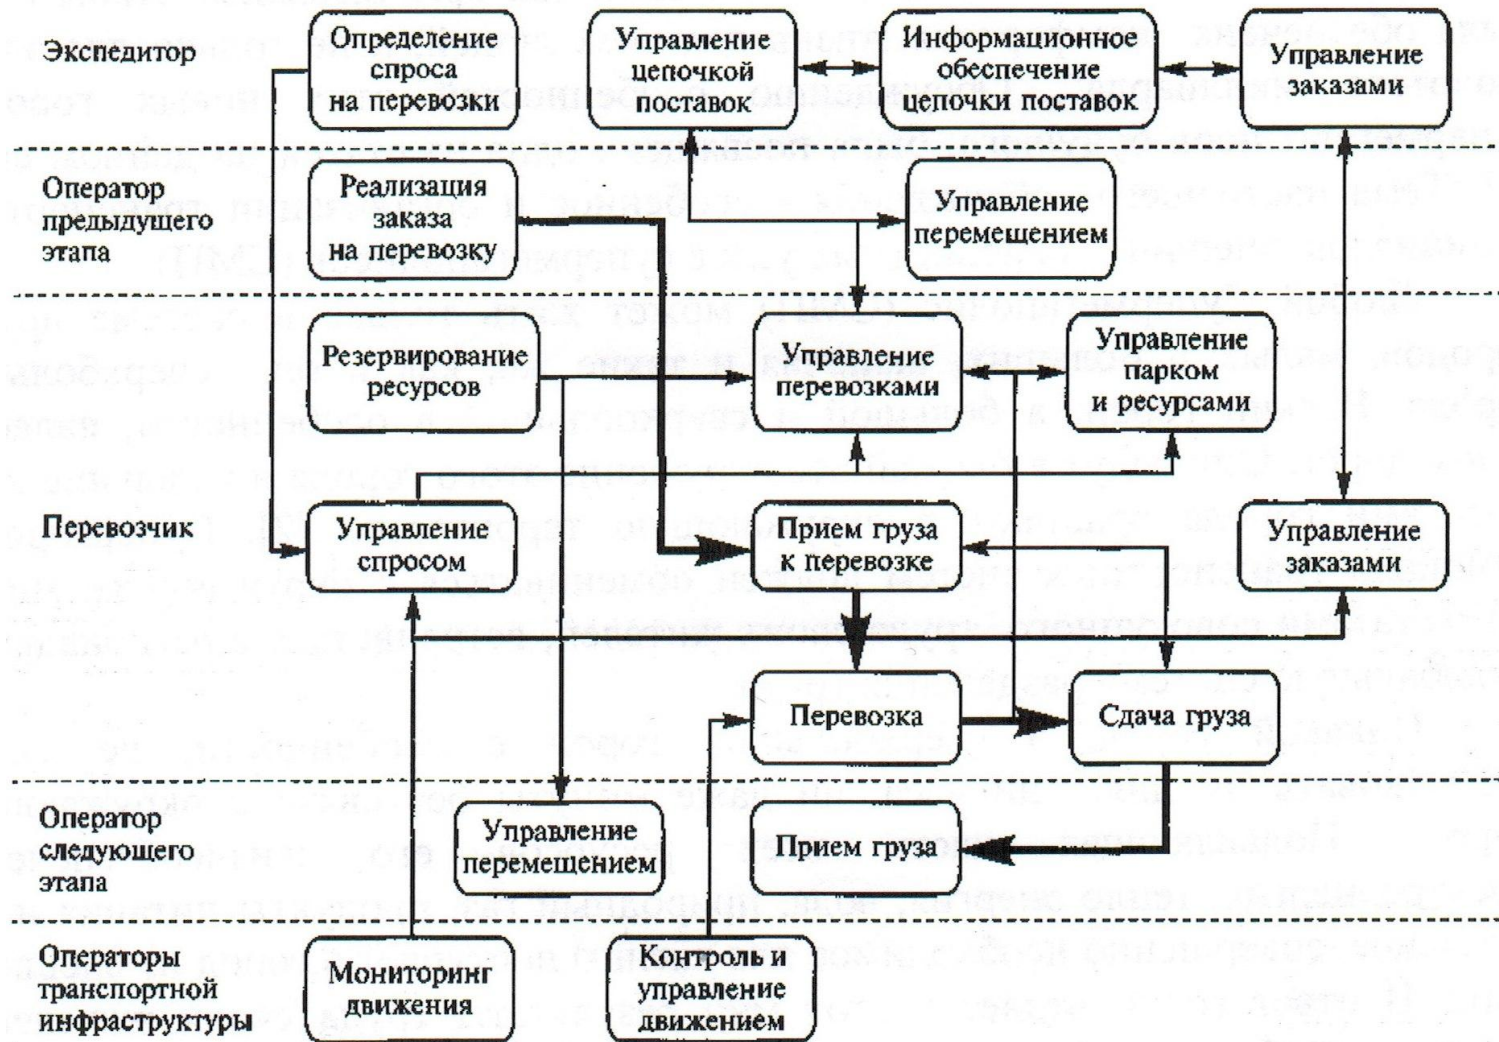 Экспедитор
Определение
спроса
на перевозки
Управление
цепочкой
поставок
Информационное
обеспечение
цепочки поставок
Управление
заказами
Оператор
предыдущего
этапа
Реализация
заказа
на перевозку
Управление
перемещением
Перевозчик
Резервирование
ресурсов
Управление
перевозками
Управление
парком
и ресурсами
Управление
спросом
Прием груза
к перевозке
Управление
заказами
Перевозка
Сдача груза
Оператор
следующего
этапа
Управление
перемещением
Прием груза
Операторы
транспортной
инфраструктуры
Мониторинг
движения
Контроль и
управление
движением